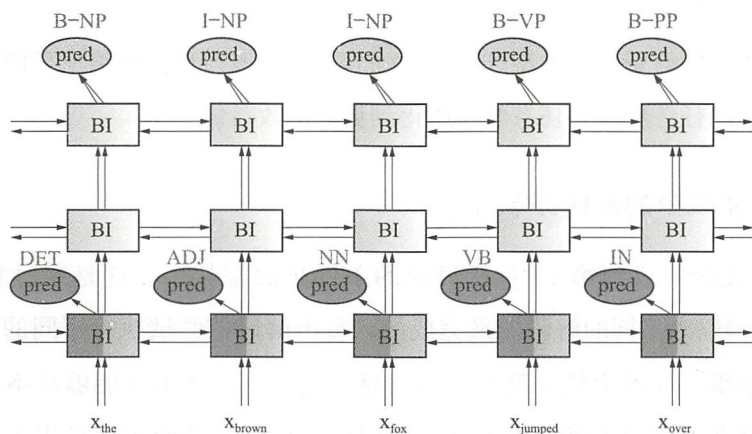 B-NP I-NP I-NP B-VP B-PP
pred pred pred pred pred
BI BI BI BI BI
BI BI BI BI BI
DET ADJ NN VB IN
pred pred pred pred pred
BI BI BI BI BI
x_the x_brown x_fox x_jumped x_over